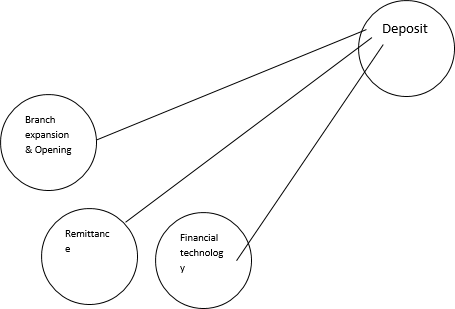 Deposit
Branch
expansion
& Opening
Remittanc
e
Financial
technolog
y